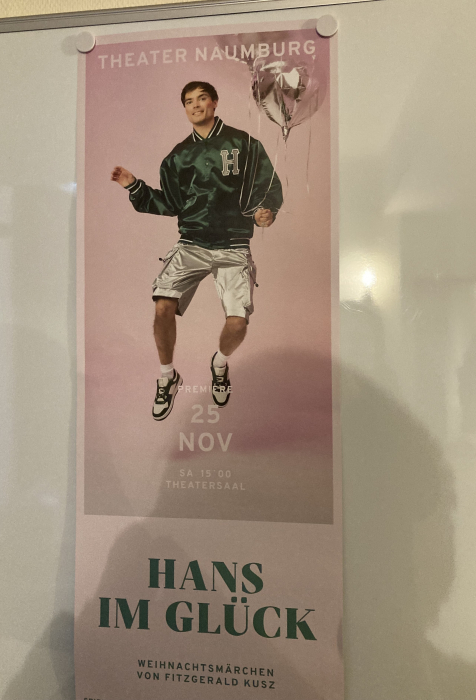 THEATER NAUMBURG
H
PREMIERE
25
NOV
SA 15:00
THEATERSAAL
HANS
IM GLÜCK
WEIHNACHTSMÄRCHEN
VON FITZGERALD KUSZ